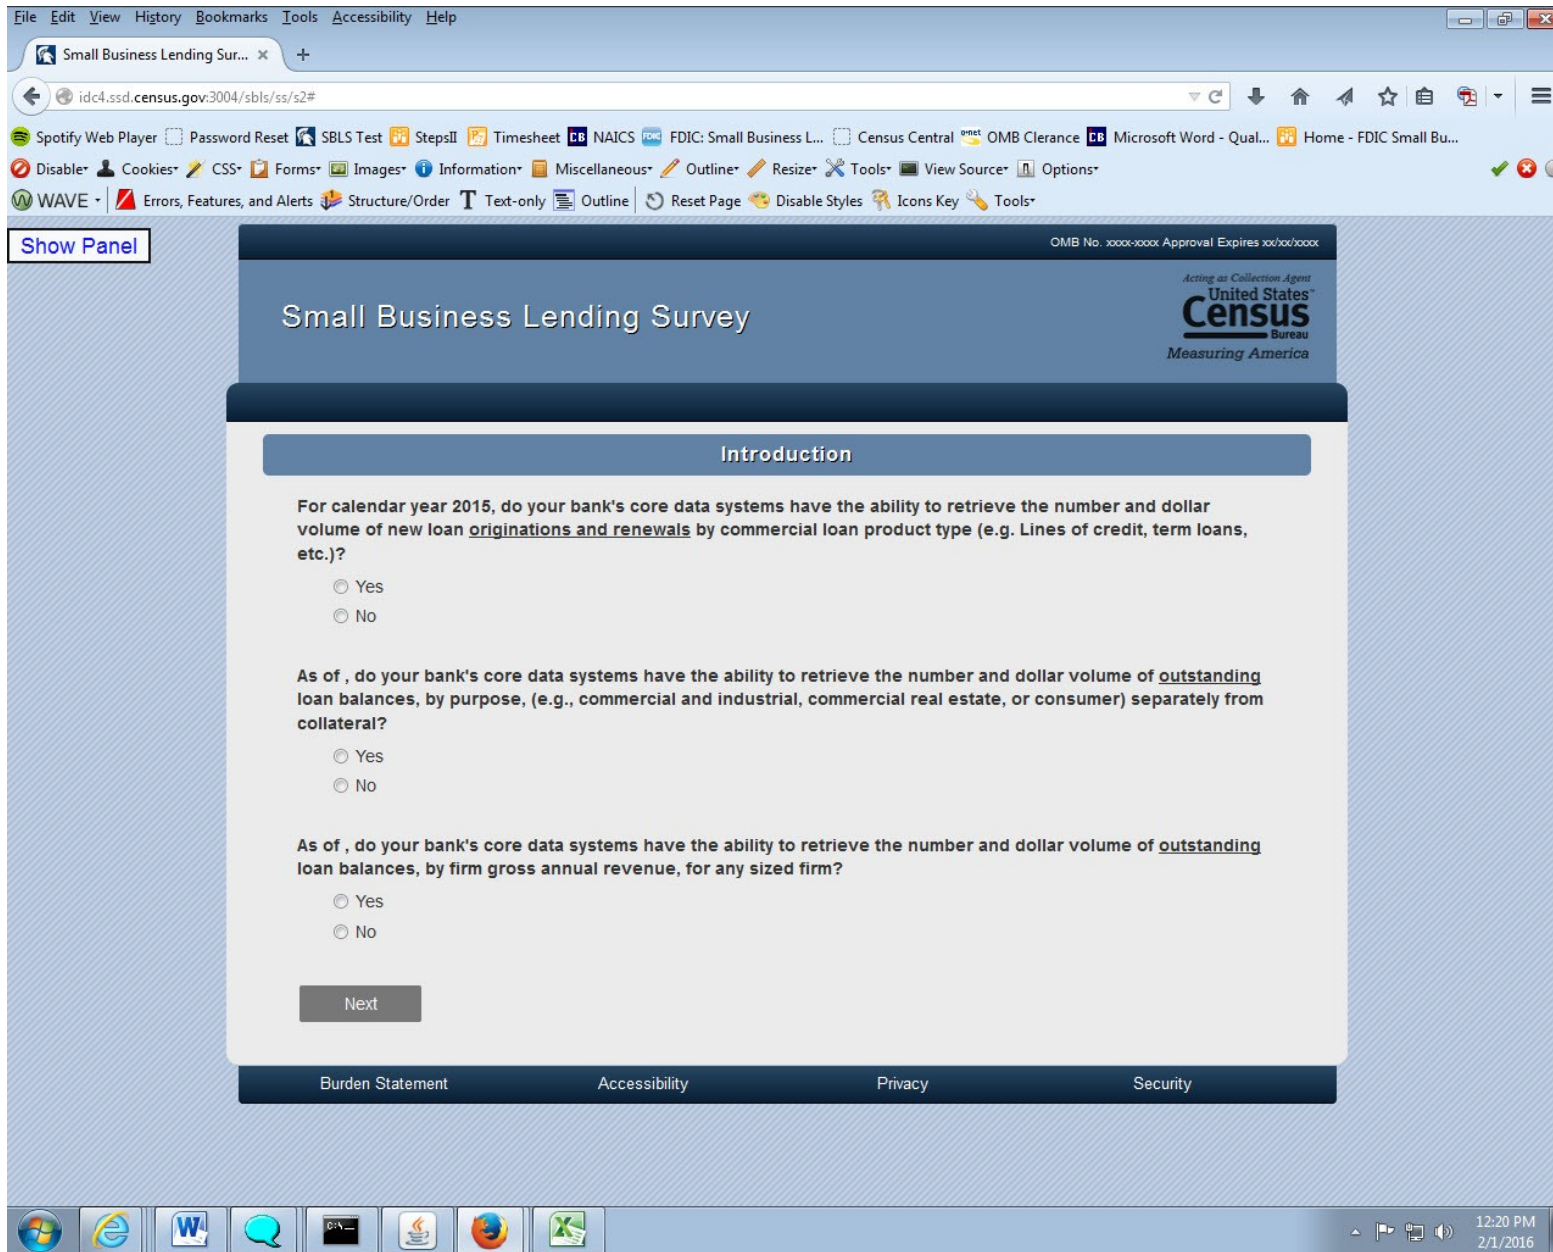 File Edit View History Bookmarks Tools Accessibility Help
Small Business Lending Sur... × +
idc4.ssd.census.gov:3004/sbls/ss/s2#
Spotify Web Player Password Reset SBLS Test StepsII Timesheet CB NAICS FDIC FDIC: Small Business L... Census Central OMB Clerance CB Microsoft Word - Qual... Home - FDIC Small Bu...
Disable Cookies CSS Forms Images Information Miscellaneous Outline Resize Tools View Source Options
WAVE Errors, Features, and Alerts Structure/Order Text-only Outline Reset Page Disable Styles Icons Key Tools
Show Panel
OMB No. xxxx-xxxx Approval Expires xx/xx/xxxx
Small Business Lending Survey
Acting as Collection Agent
United States™
Census
Bureau
Measuring America
Introduction
For calendar year 2015, do your bank's core data systems have the ability to retrieve the number and dollar
volume of new loan originations and renewals by commercial loan product type (e.g. Lines of credit, term loans,
etc.)?
Yes
No
As of , do your bank's core data systems have the ability to retrieve the number and dollar volume of outstanding
loan balances, by purpose, (e.g., commercial and industrial, commercial real estate, or consumer) separately from
collateral?
Yes
No
As of , do your bank's core data systems have the ability to retrieve the number and dollar volume of outstanding
loan balances, by firm gross annual revenue, for any sized firm?
Yes
No
Next
Burden Statement Accessibility Privacy Security
12:20 PM
2/1/2016